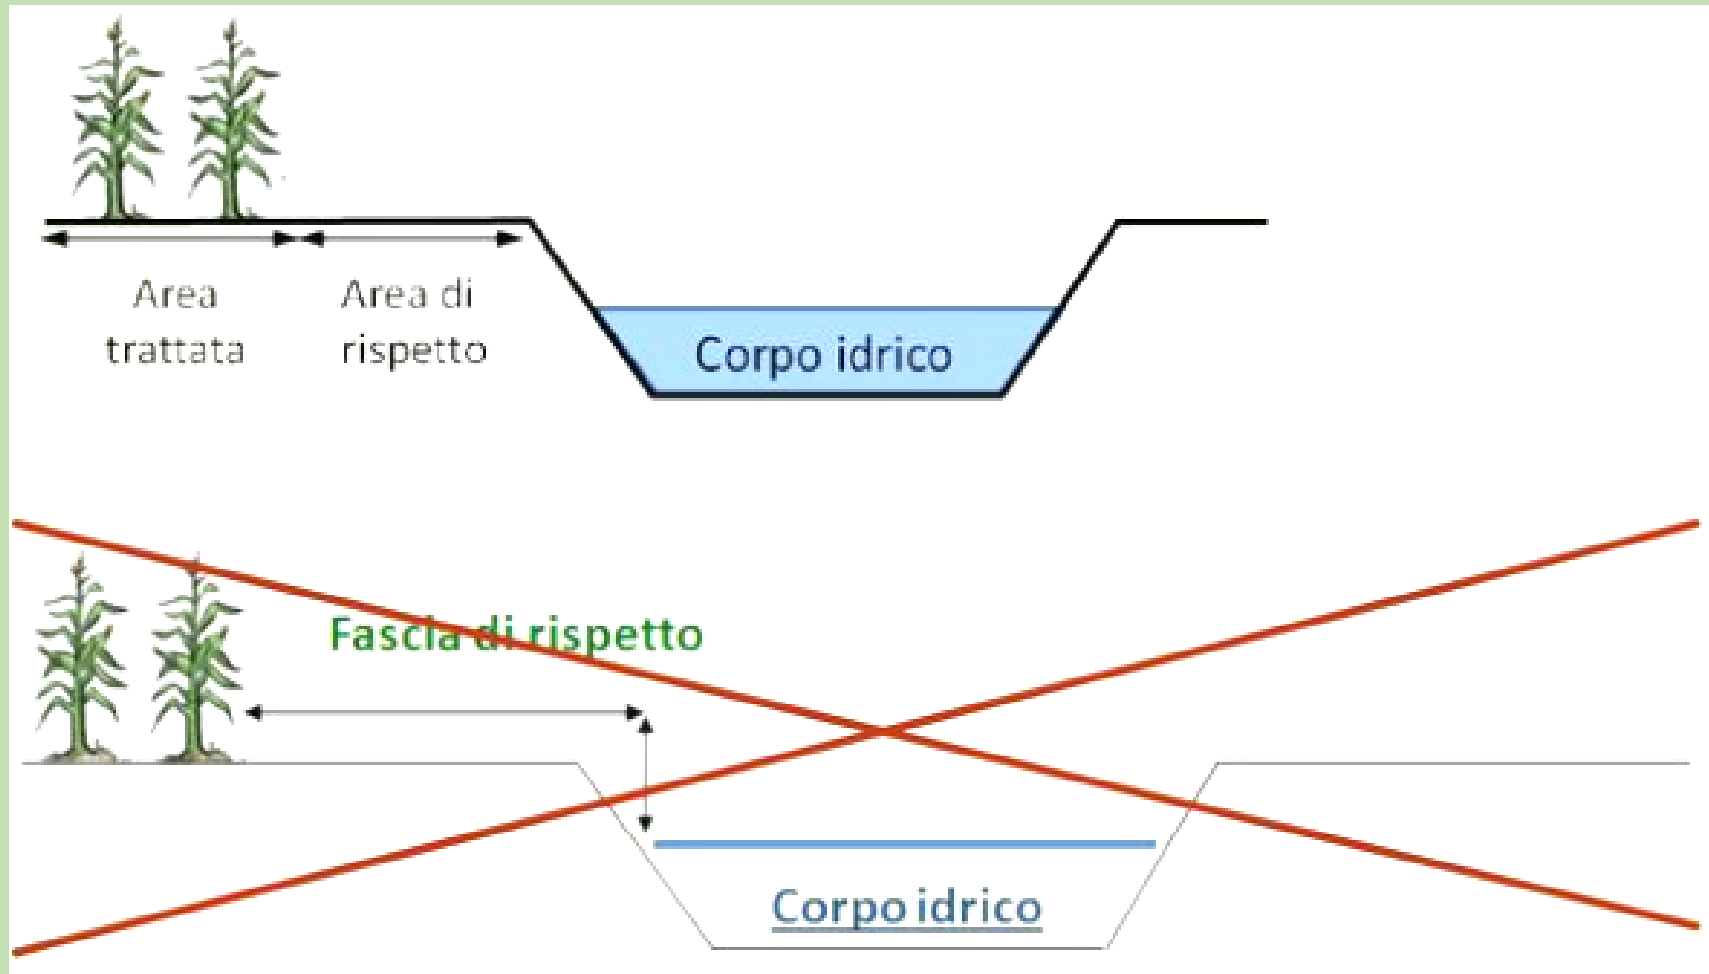 Area
trattata
Area di
rispetto
Corpo idrico
Fascia di rispetto
Corpo idrico